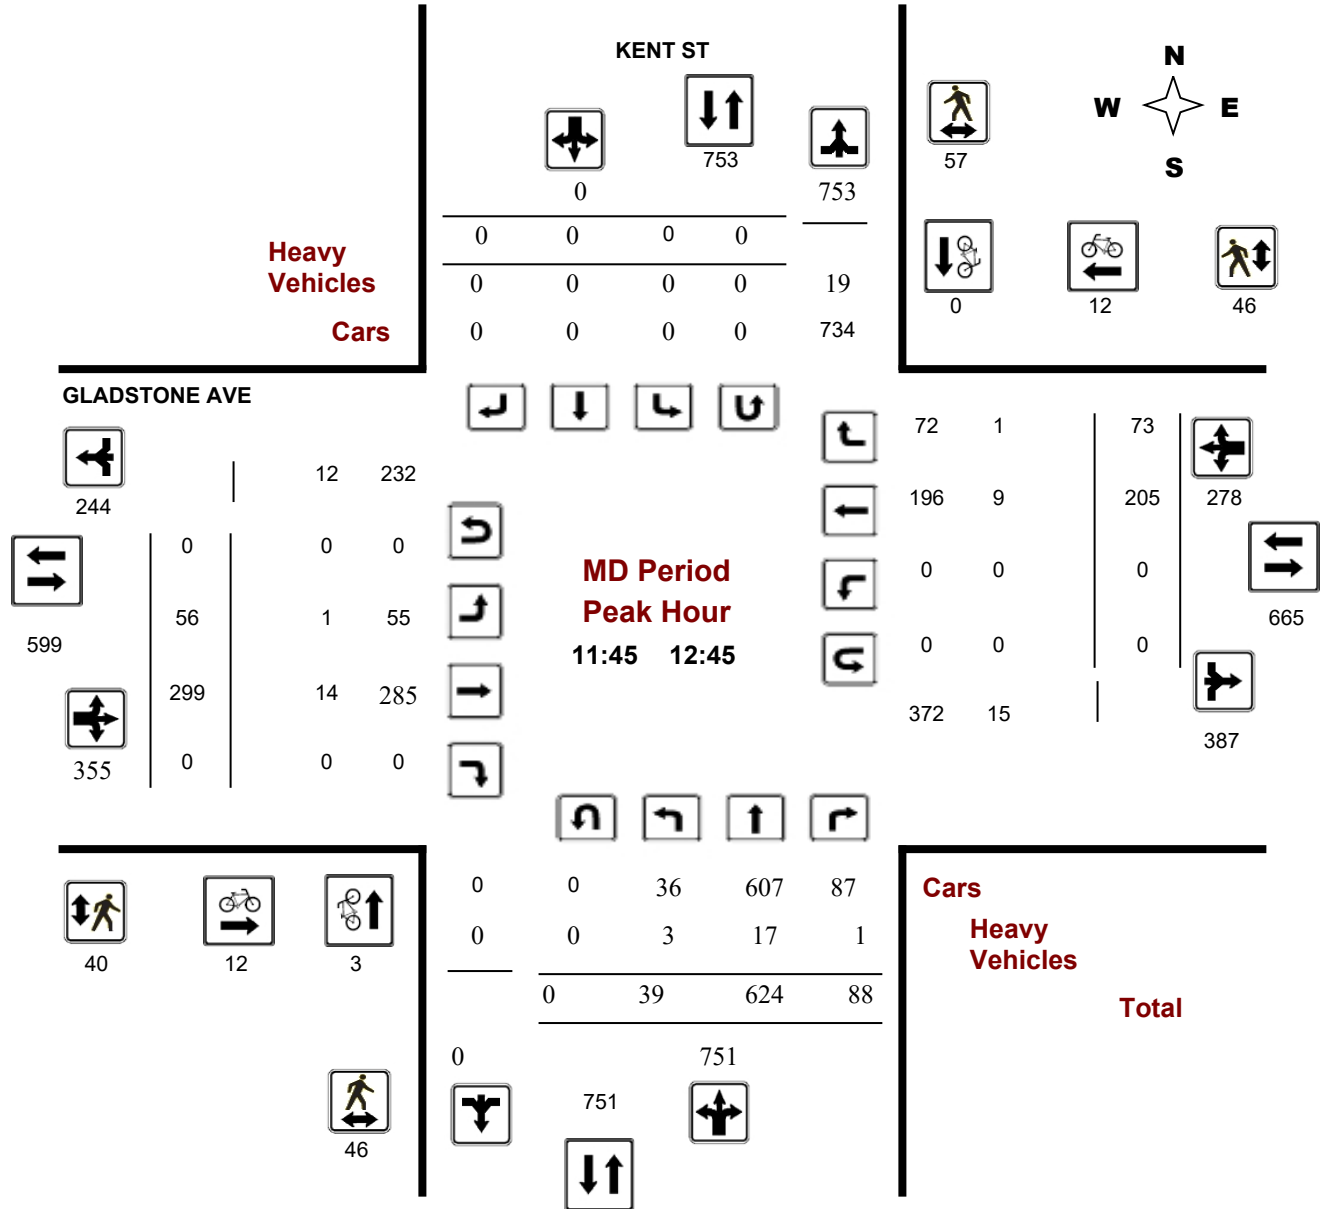 KENT ST
N
W E
S
753
57
0 753
0 0 0 0
Heavy
Vehicles
0 0 0 0 19
0 12 46
Cars
0 0 0 0 734
GLADSTONE AVE
72 1 73
12 232
244
196 9 205 278
0 0 0
MD Period
Peak Hour
11:45 12:45
0 0 0
56 1 55
599
665
0 0 0
299 14 285
372 15
387
355
0 0 0
0 0 36 607 87
Cars
0 0 3 17 1
Heavy
Vehicles
40 12 3
0 39 624 88
Total
0 751
751
46